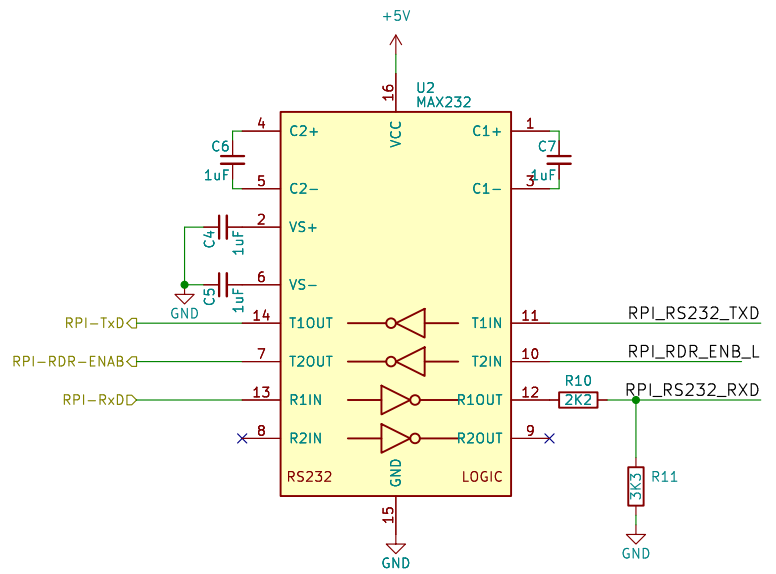 +5V
U2
MAX232
16
VCC
4
C2+
C1+
1
C6
1uF
C7
1uF
5
C2-
C1-
3
2
VS+
C4
1uF
6
VS-
C5
1uF
GND
RPI-TxD
14
T1OUT
T1IN
11
RPI_RS232_TXD
RPI-RDR-ENAB
7
T2OUT
T2IN
10
RPI_RDR_ENB_L
RPI-RxD
13
R1IN
R1OUT
12
R10
2K2
RPI_RS232_RXD
8
R2IN
R2OUT
9
RS232
GND
LOGIC
3K3
R11
15
GND
GND